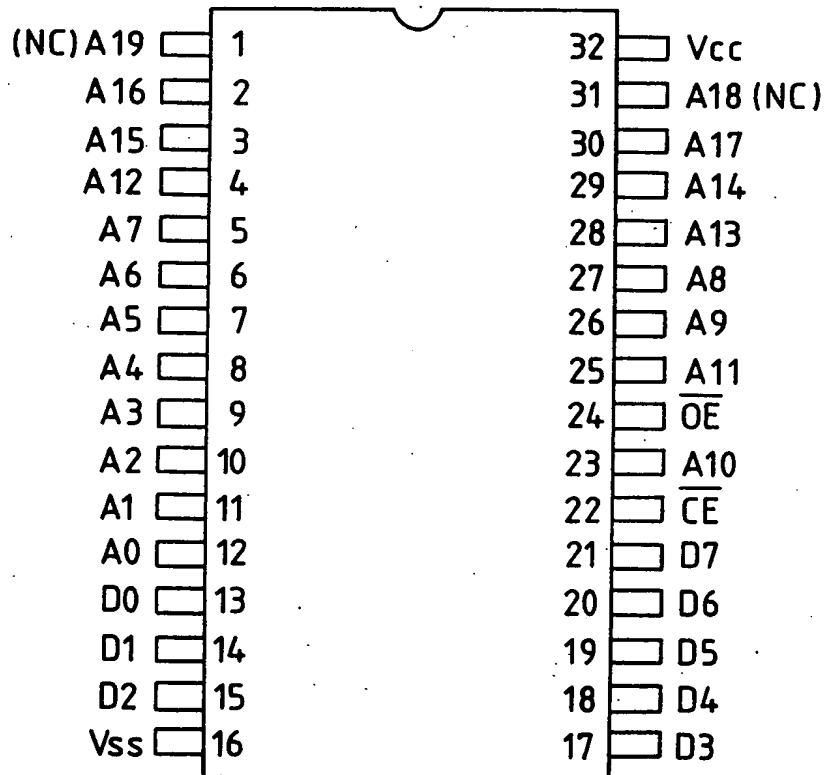 (NC) A19 1 32 Vcc
A16 2 31 A18 (NC)
A15 3 30 A17
A12 4 29 A14
A7 5 28 A13
A6 6 27 A8
A5 7 26 A9
A4 8 25 A11
A3 9 24 O̅E̅
A2 10 23 A10
A1 11 22 C̅E̅
A0 12 21 D7
D0 13 20 D6
D1 14 19 D5
D2 15 18 D4
Vss 16 17 D3